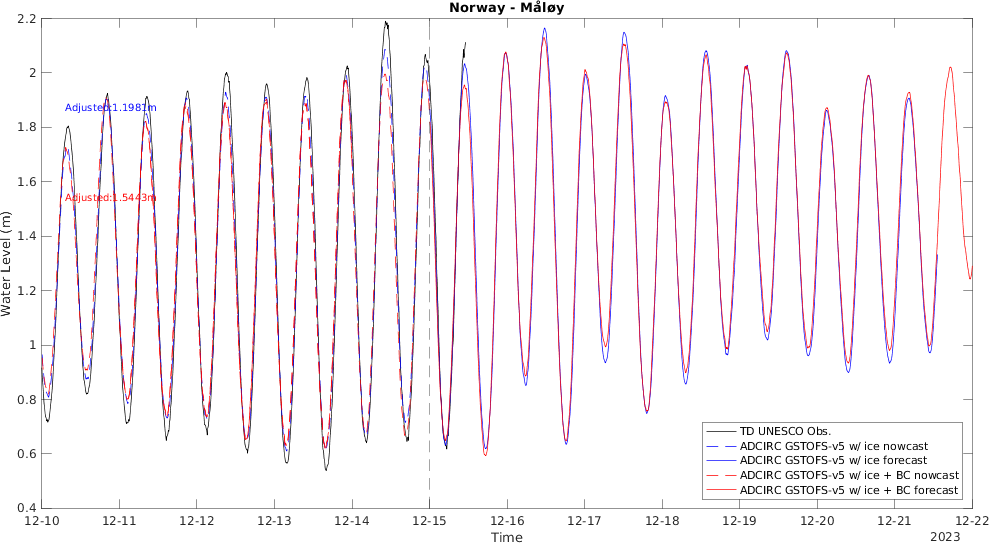 Norway - Måløy
2.2
2
1.8
1.6
1.4
1.2
1
0.8
0.6
0.4
Water Level (m)
Adjusted:1.1981m
Adjusted:1.5443m
TD UNESCO Obs.
ADCIRC GSTOFS-v5 w/ ice nowcast
ADCIRC GSTOFS-v5 w/ ice forecast
ADCIRC GSTOFS-v5 w/ ice + BC nowcast
ADCIRC GSTOFS-v5 w/ ice + BC forecast
12-10 12-11 12-12 12-13 12-14 12-15 12-16 12-17 12-18 12-19 12-20 12-21 12-22
Time
2023